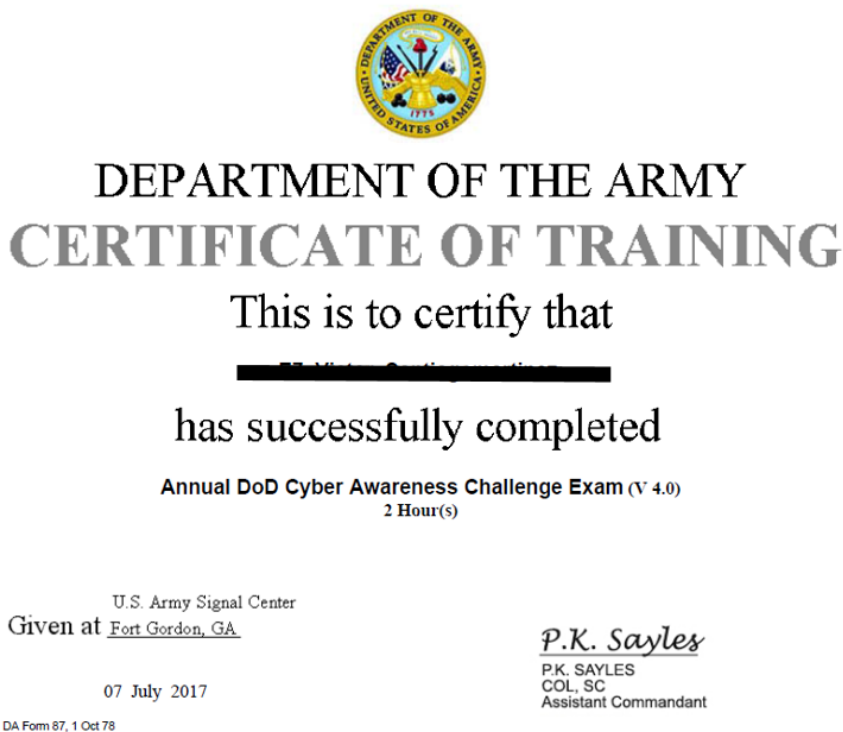 DEPARTMENT OF THE ARMY
UNITED STATES OF AMERICA
1775
DEPARTMENT OF THE ARMY
CERTIFICATE OF TRAINING
This is to certify that
has successfully completed
Annual DoD Cyber Awareness Challenge Exam (V 4.0)
2 Hour(s)
U.S. Army Signal Center
Given at Fort Gordon, GA
07 July 2017
P.K. Sayles
P.K. SAYLES
COL, SC
Assistant Commandant
DA Form 87, 1 Oct 78